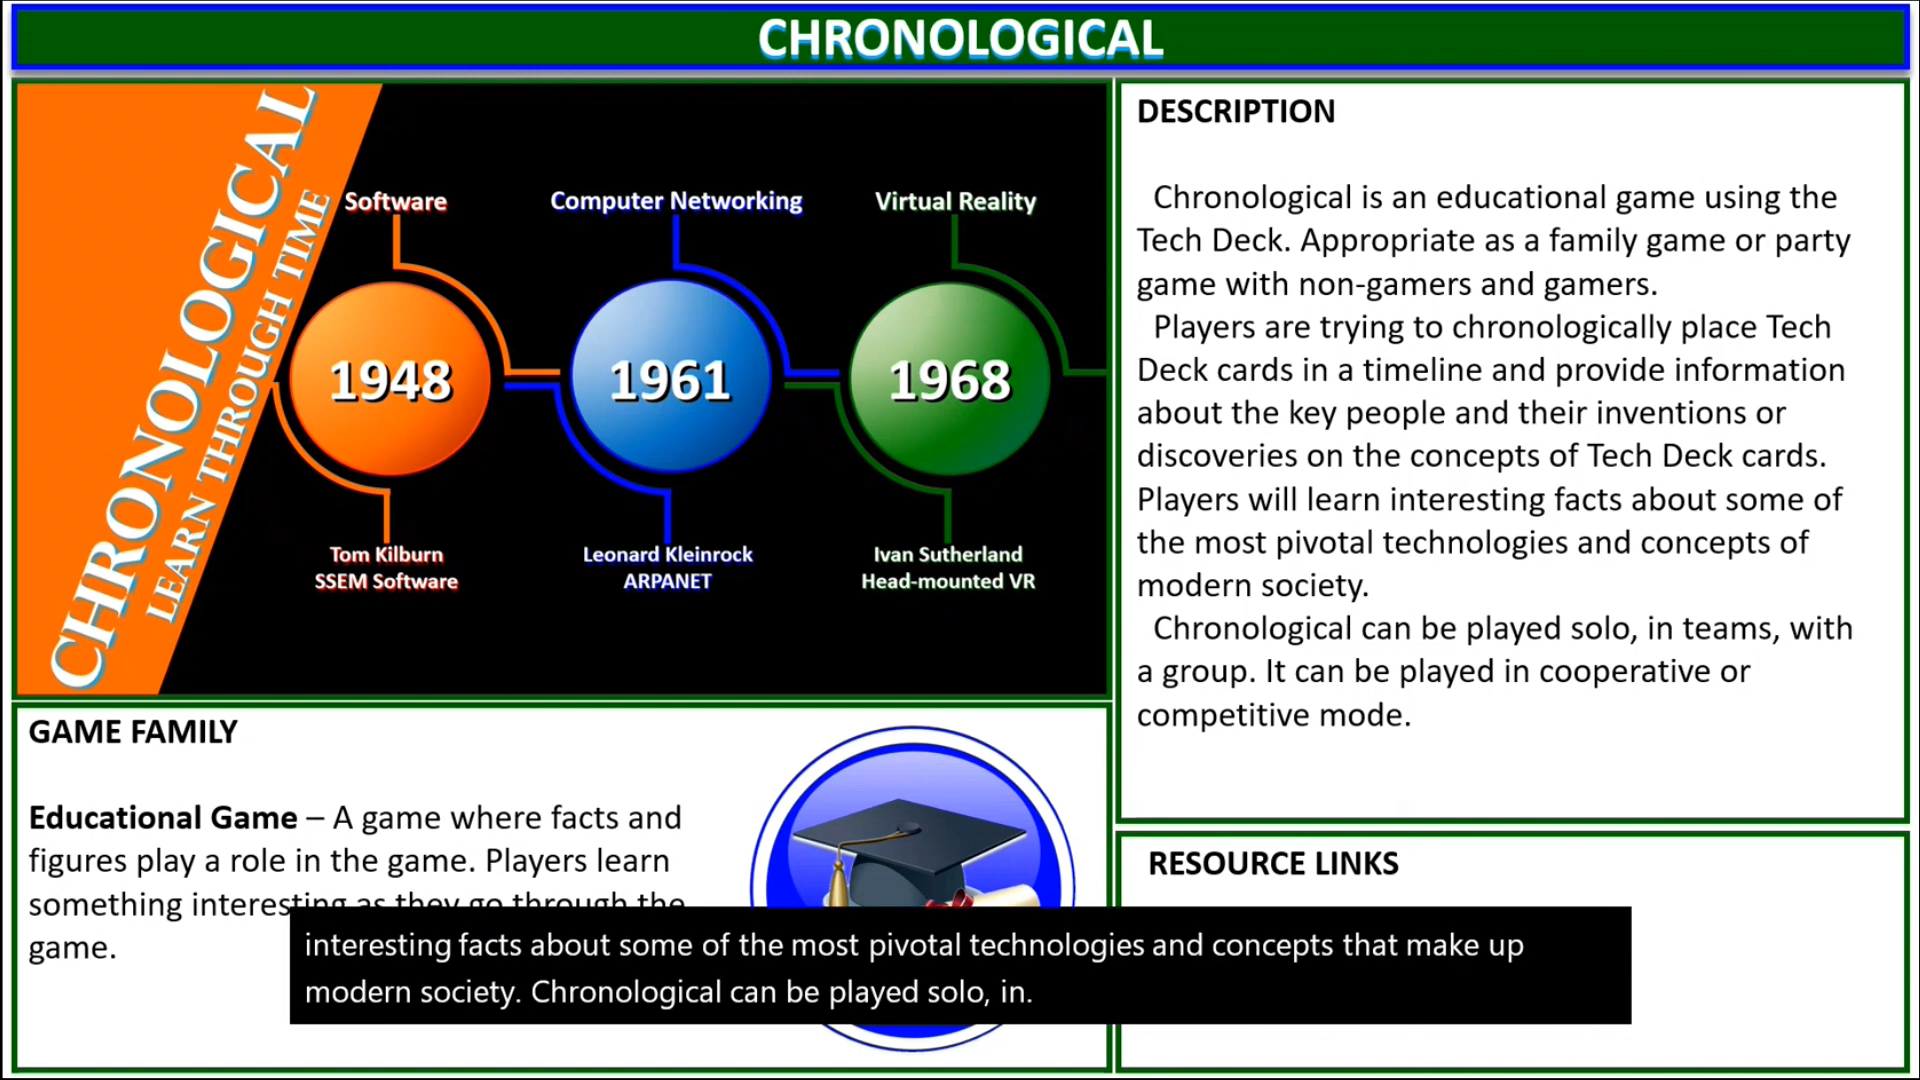 CHRONOLOGICAL
CHRONOLOGICAL
LEARN THROUGH TIME
Software
Computer Networking
Virtual Reality
1948
1961
1968
Tom Kilburn
SSEM Software
Leonard Kleinrock
ARPANET
Ivan Sutherland
Head-mounted VR
DESCRIPTION
Chronological is an educational game using the
Tech Deck. Appropriate as a family game or party
game with non-gamers and gamers.
Players are trying to chronologically place Tech
Deck cards in a timeline and provide information
about the key people and their inventions or
discoveries on the concepts of Tech Deck cards.
Players will learn interesting facts about some of
the most pivotal technologies and concepts of
modern society.
Chronological can be played solo, in teams, with
a group. It can be played in cooperative or
competitive mode.
GAME FAMILY
Educational Game – A game where facts and
figures play a role in the game. Players learn
something interesting as they go through the
game.
RESOURCE LINKS
interesting facts about some of the most pivotal technologies and concepts that make up
modern society. Chronological can be played solo, in.